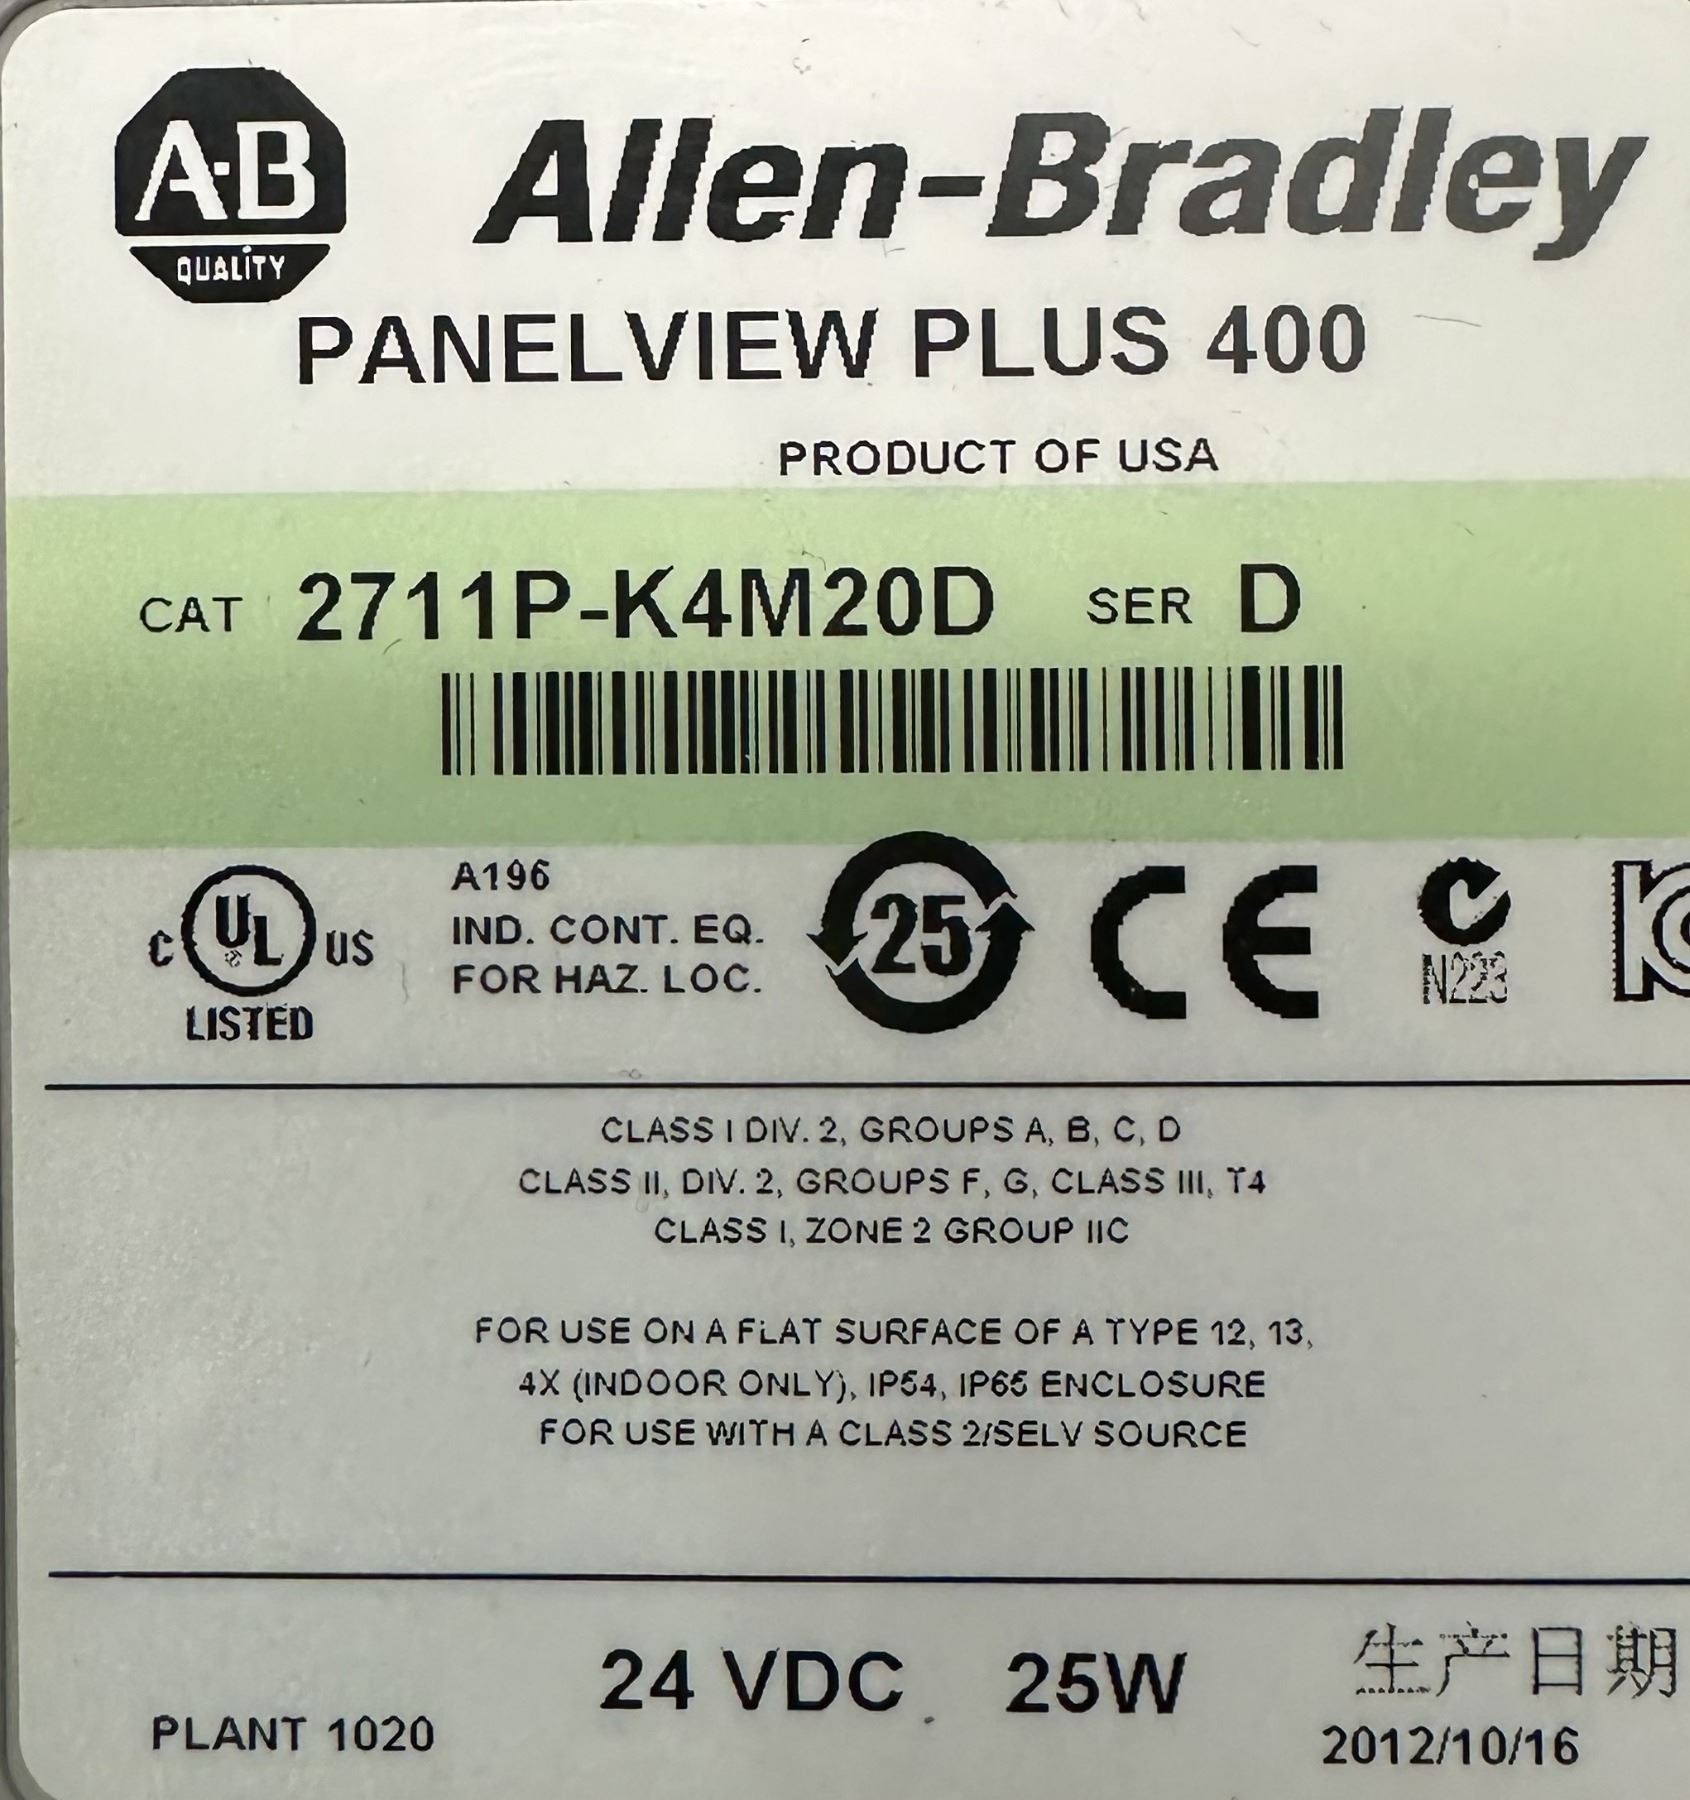 A-B
QUALITY
Allen-Bradley
PANELVIEW PLUS 400
PRODUCT OF USA
CAT 2711P-K4M20D SER D
C UL US
LISTED
A196
IND. CONT. EQ.
FOR HAZ. LOC.
25
CE
N223
CLASS I DIV. 2, GROUPS A, B, C, D
CLASS II, DIV. 2, GROUPS F, G, CLASS III, T4
CLASS I, ZONE 2 GROUP IIC
FOR USE ON A FLAT SURFACE OF A TYPE 12, 13,
4X (INDOOR ONLY), IP54, IP65 ENCLOSURE
FOR USE WITH A CLASS 2/SELV SOURCE
24 VDC 25W
生产日期
PLANT 1020
2012/10/16